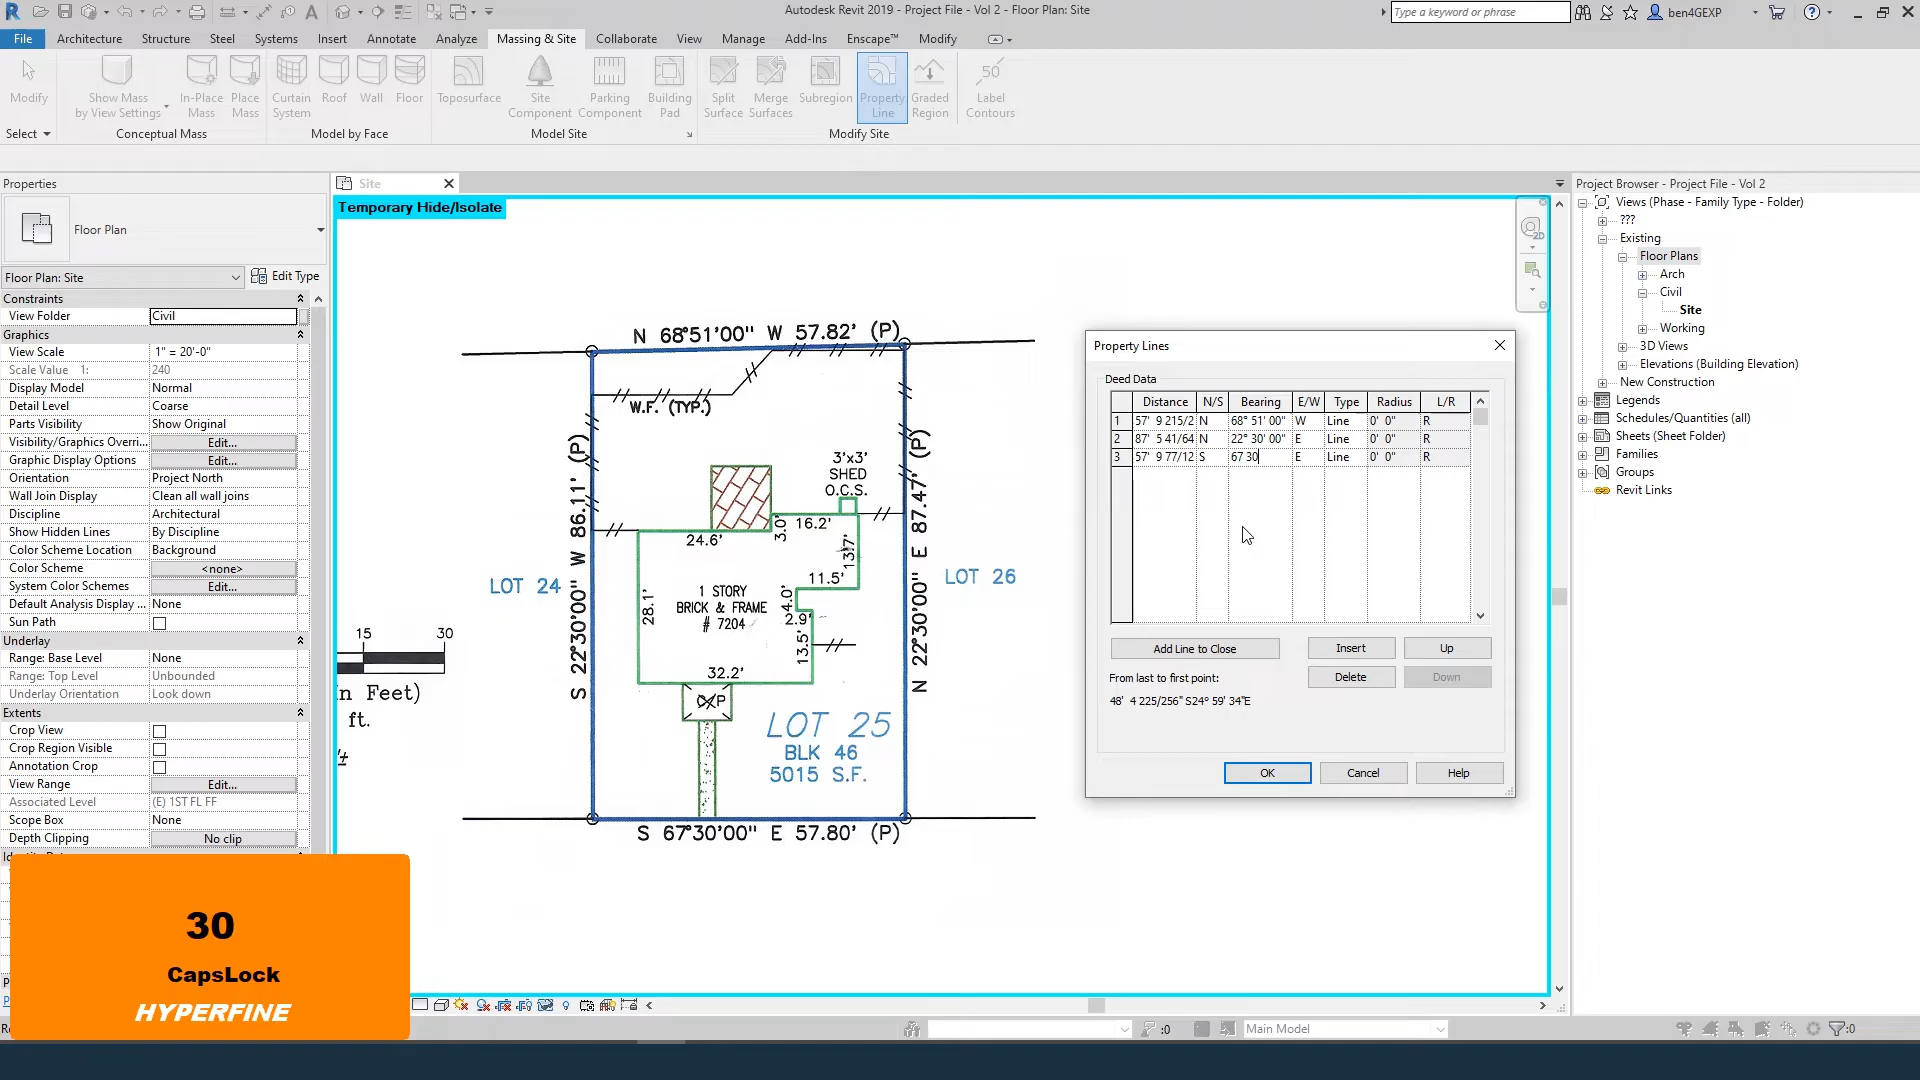 Autodesk Revit 2019 - Project File - Vol 2 - Floor Plan: Site
Type a keyword or phrase
ben4GEXP
File Architecture Structure Steel Systems Insert Annotate Analyze Massing & Site Collaborate View Manage Add-Ins Enscape™ Modify
Modify
Show Mass
by View Settings
In-Place
Mass
Place
Mass
Curtain
System
Roof
Wall
Floor
Toposurface
Site
Component
Parking
Component
Building
Pad
Split
Surface
Merge
Surfaces
Subregion
Property
Line
Graded
Region
50
Label
Contours
Select
Conceptual Mass
Model by Face
Model Site
Modify Site
Properties
Floor Plan
Floor Plan: Site
Edit Type
Constraints
View Folder Civil
Graphics
View Scale 1" = 20'-0"
Scale Value 1: 240
Display Model Normal
Detail Level Coarse
Parts Visibility Show Original
Visibility/Graphics Overri... Edit...
Graphic Display Options Edit...
Orientation Project North
Wall Join Display Clean all wall joins
Discipline Architectural
Show Hidden Lines By Discipline
Color Scheme Location Background
Color Scheme <none>
System Color Schemes Edit...
Default Analysis Display ... None
Sun Path
Underlay
Range: Base Level None
Range: Top Level Unbounded
Underlay Orientation Look down
Extents
Crop View
Crop Region Visible
Annotation Crop
View Range Edit...
Associated Level (E) 1ST FL FF
Scope Box None
Depth Clipping No clip
30
CapsLock
HYPERFINE
Site
Temporary Hide/Isolate
2D
N 68°51'00" W 57.82' (P)
W.F. (TYP.)
S 22°30'00" W 86.11' (P)
N 22°30'00" E 87.47' (P)
3'x3'
SHED
O.C.S.
24.6'
3.0'
16.2'
13.7'
11.5'
4.0'
2.9'
13.5'
28.1'
1 STORY
BRICK & FRAME
# 7204
32.2'
LOT 24
LOT 26
LOT 25
BLK 46
5015 S.F.
S 67°30'00" E 57.80' (P)
15 30
n Feet)
ft.
Property Lines
Deed Data
Distance N/S Bearing E/W Type Radius L/R
1 57' 9 215/2 N 68° 51' 00" W Line 0' 0" R
2 87' 5 41/64 N 22° 30' 00" E Line 0' 0" R
3 57' 9 77/12 S 67 30 E Line 0' 0" R
Add Line to Close
Insert
Up
From last to first point:
Delete
Down
48' 4 225/256" S24° 59' 34"E
OK
Cancel
Help
Project Browser - Project File - Vol 2
Views (Phase - Family Type - Folder)
???
Existing
Floor Plans
Arch
Civil
Site
Working
3D Views
Elevations (Building Elevation)
New Construction
Legends
Schedules/Quantities (all)
Sheets (Sheet Folder)
Families
Groups
Revit Links
:0
Main Model
:0